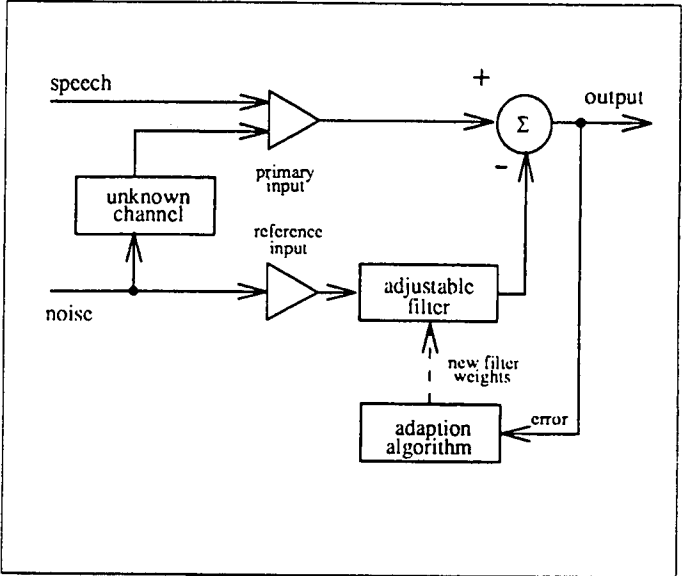 speech
+
output
Σ
-
primary
input
unknown
channel
reference
input
noise
adjustable
filter
new filter
weights
error
adaption
algorithm